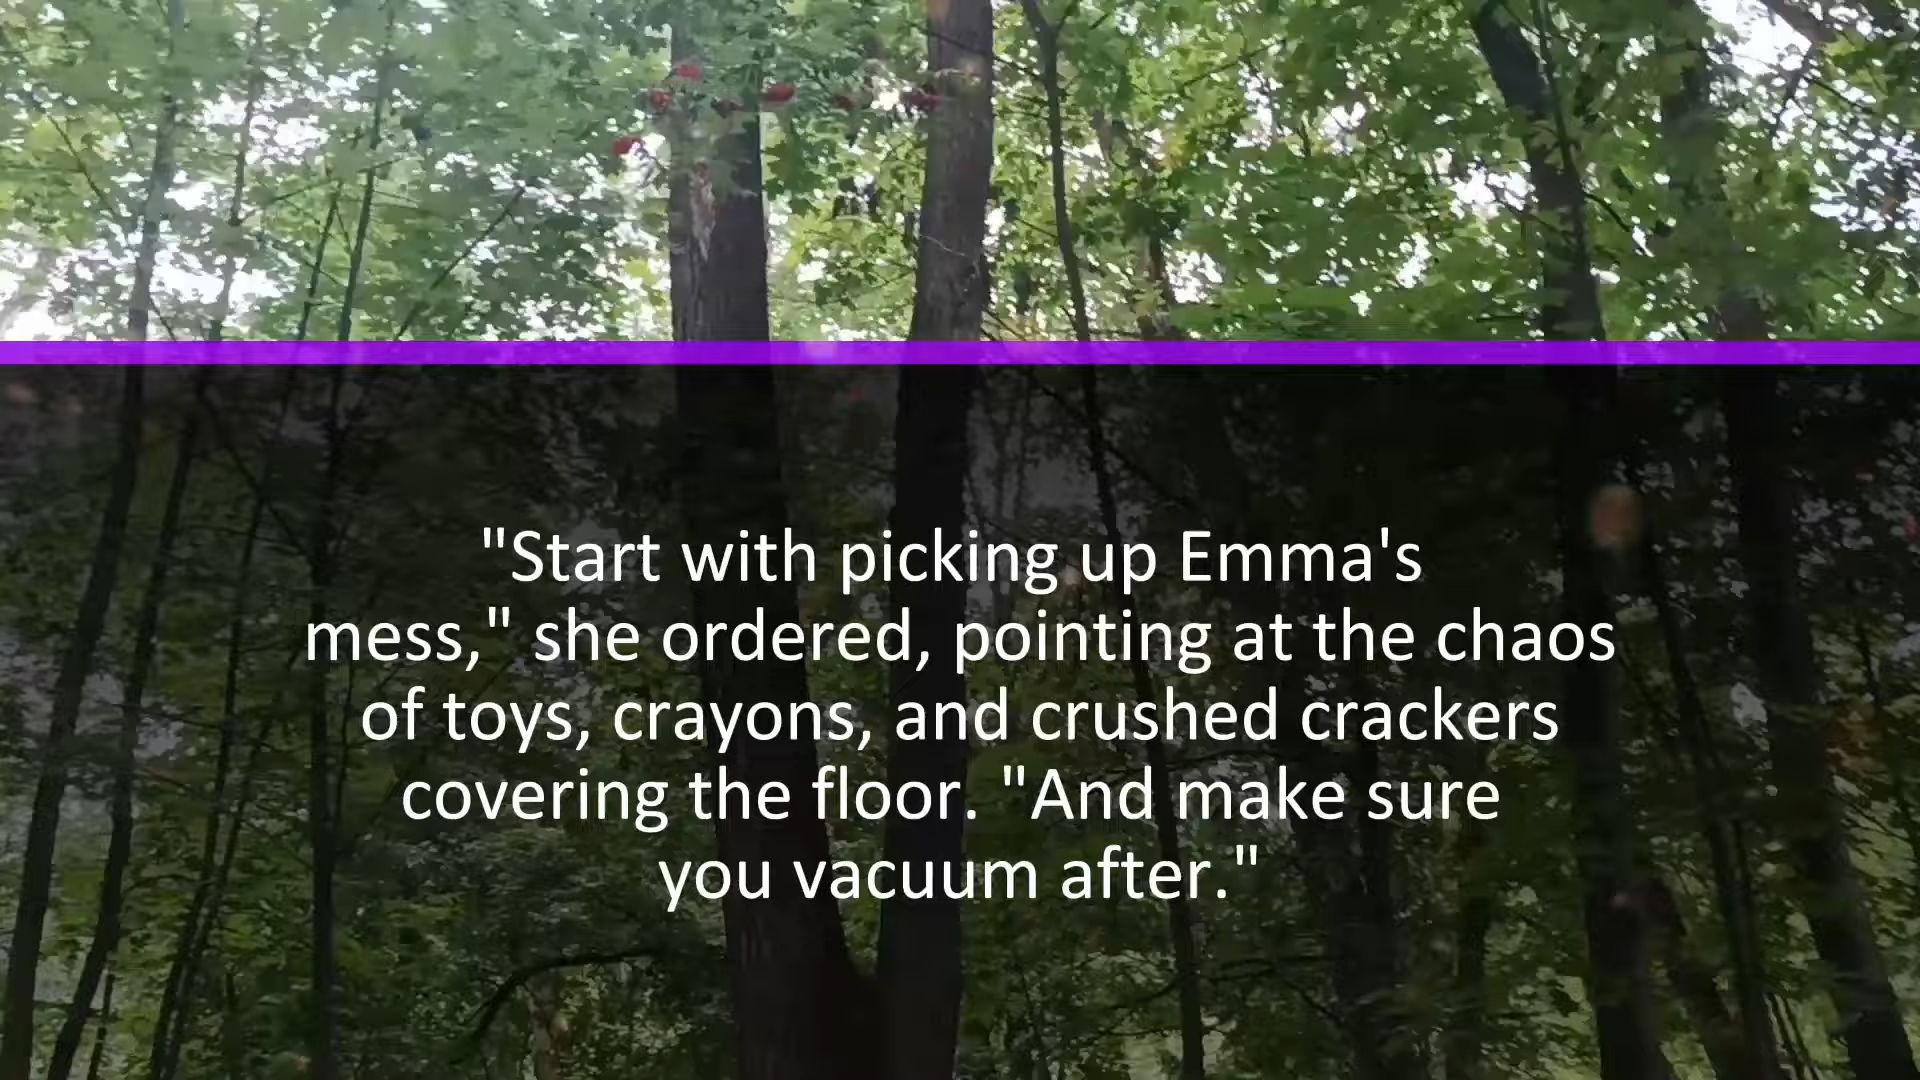 "Start with picking up Emma's
mess," she ordered, pointing at the chaos
of toys, crayons, and crushed crackers
covering the floor. "And make sure
you vacuum after."